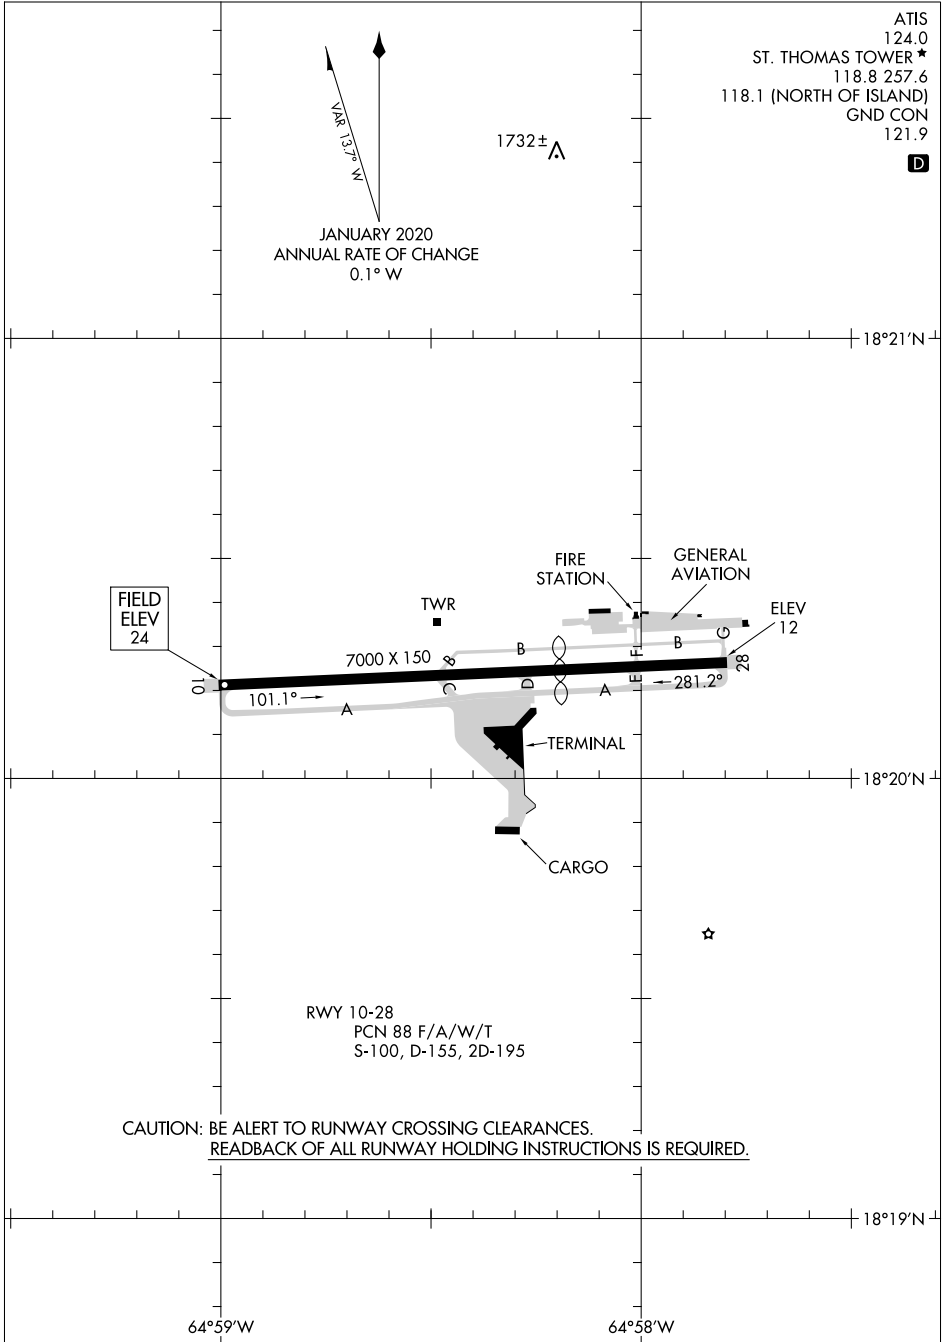 ATIS
124.0
ST. THOMAS TOWER
118.8 257.6
118.1 (NORTH OF ISLAND)
GND CON
121.9
D
VAR 13.7° W
1732±
JANUARY 2020
ANNUAL RATE OF CHANGE
0.1° W
18°21'N
FIELD
ELEV
24
TWR
FIRE
STATION
GENERAL
AVIATION
ELEV
12
7000 X 150
B
B
B
F
G
10
28
101.1°
281.2°
A
C
D
A
E
TERMINAL
18°20'N
CARGO
RWY 10-28
PCN 88 F/A/W/T
S-100, D-155, 2D-195
CAUTION: BE ALERT TO RUNWAY CROSSING CLEARANCES.
READBACK OF ALL RUNWAY HOLDING INSTRUCTIONS IS REQUIRED.
18°19'N
64°59'W
64°58'W